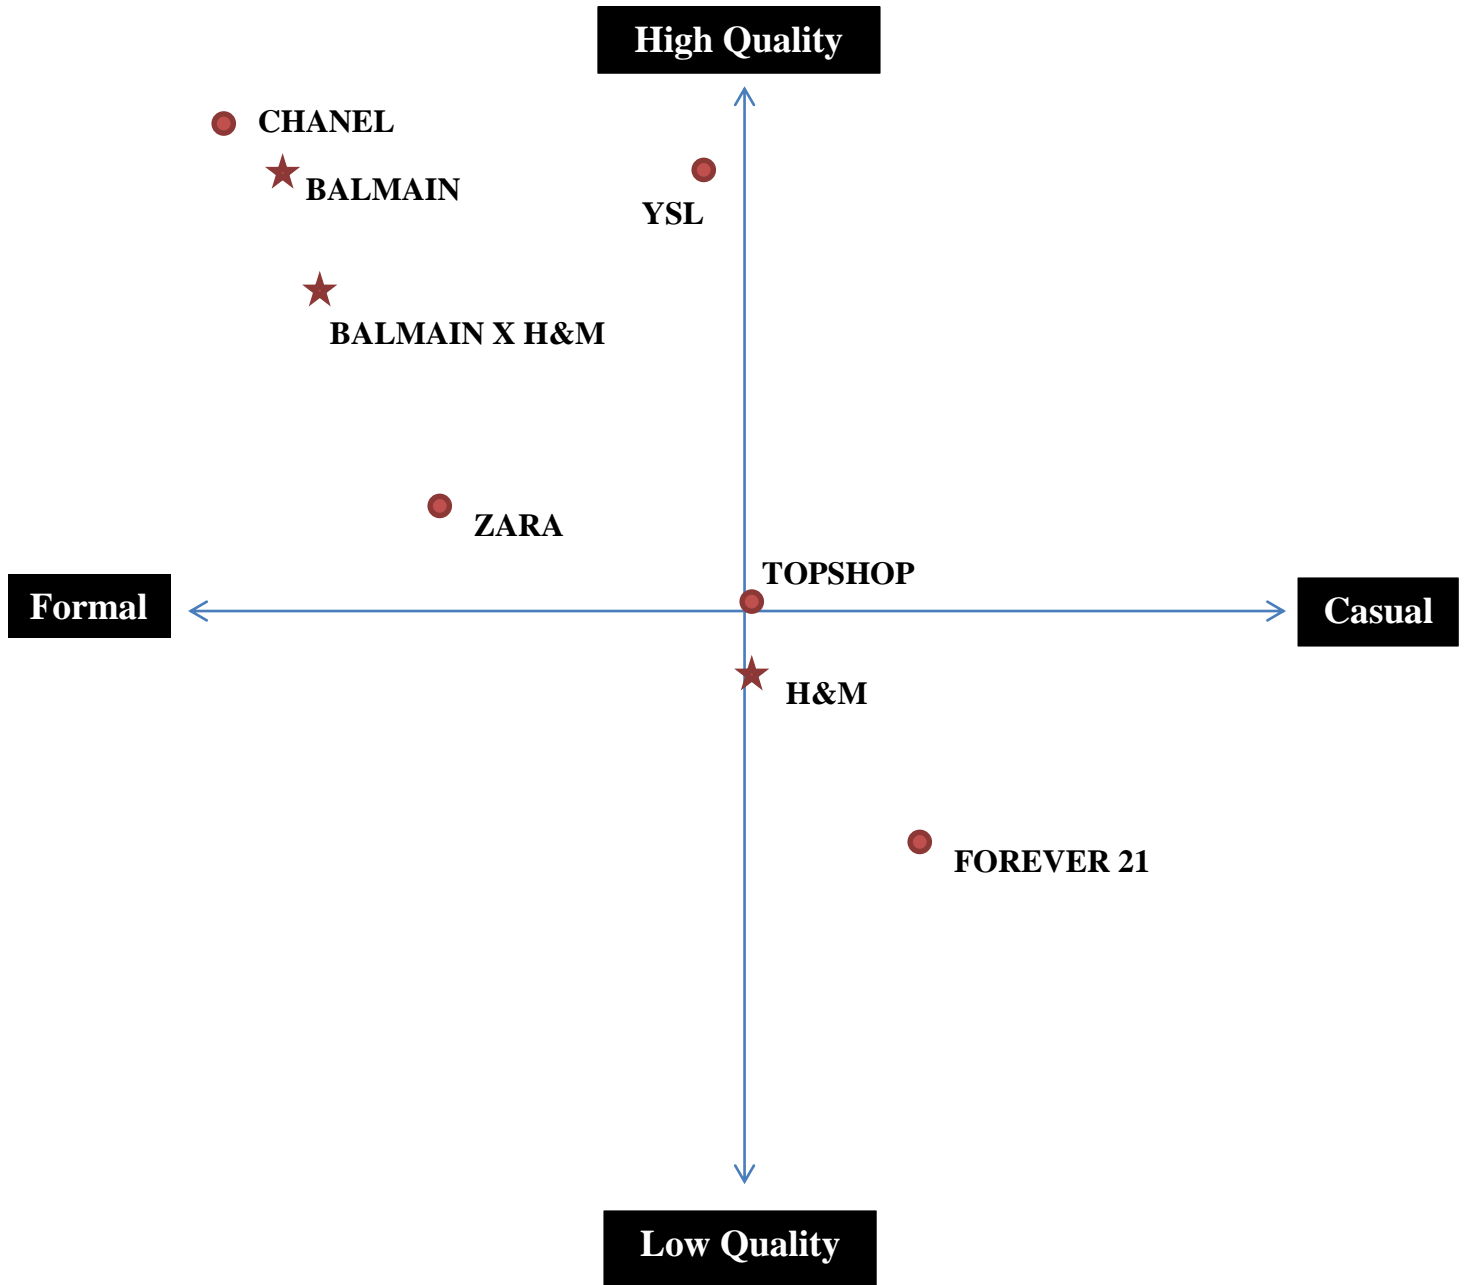 High Quality
CHANEL
BALMAIN
YSL
BALMAIN X H&M
ZARA
TOPSHOP
Formal
Casual
H&M
FOREVER 21
Low Quality